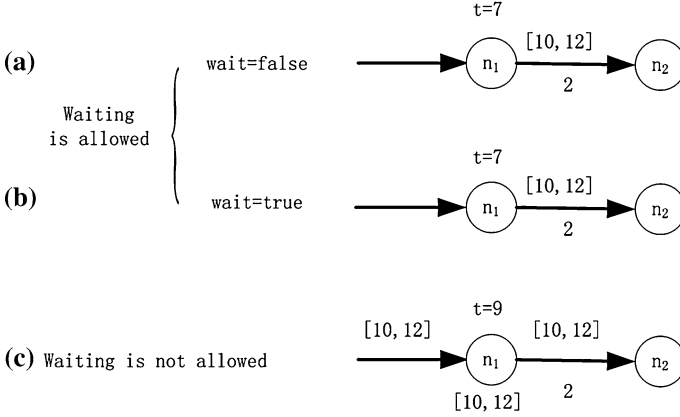 t=7
(a) wait=false [10, 12]
n1 n2
2
Waiting
is allowed
t=7
(b) wait=true [10, 12]
n1 n2
2
t=9
[10, 12] [10, 12]
(c) Waiting is not allowed n1 n2
[10, 12] 2